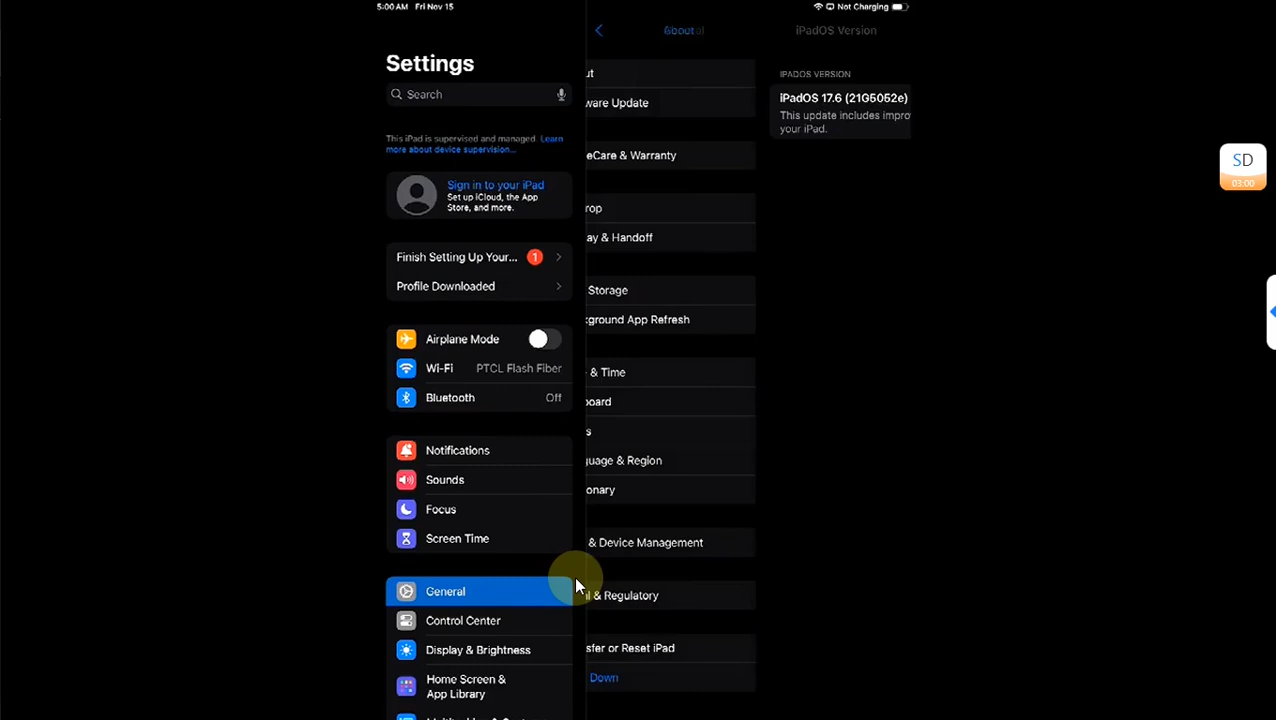 5:00 AM Fri Nov 15
Not Charging
Settings
Search
This iPad is supervised and managed. Learn
more about device supervision...
Sign in to your iPad
Set up iCloud, the App
Store, and more.
Finish Setting Up Your... 1
Profile Downloaded
Airplane Mode
Wi-Fi PTCL Flash Fiber
Bluetooth Off
Notifications
Sounds
Focus
Screen Time
General
Control Center
Display & Brightness
Home Screen &
App Library
ut
ware Update
eCare & Warranty
rop
ay & Handoff
Storage
kground App Refresh
& Time
board
s
guage & Region
onary
& Device Management
l & Regulatory
sfer or Reset iPad
Down
iPadOS Version
IPADOS VERSION
iPadOS 17.6 (21G5052e)
This update includes impro
your iPad.
SD
03:00